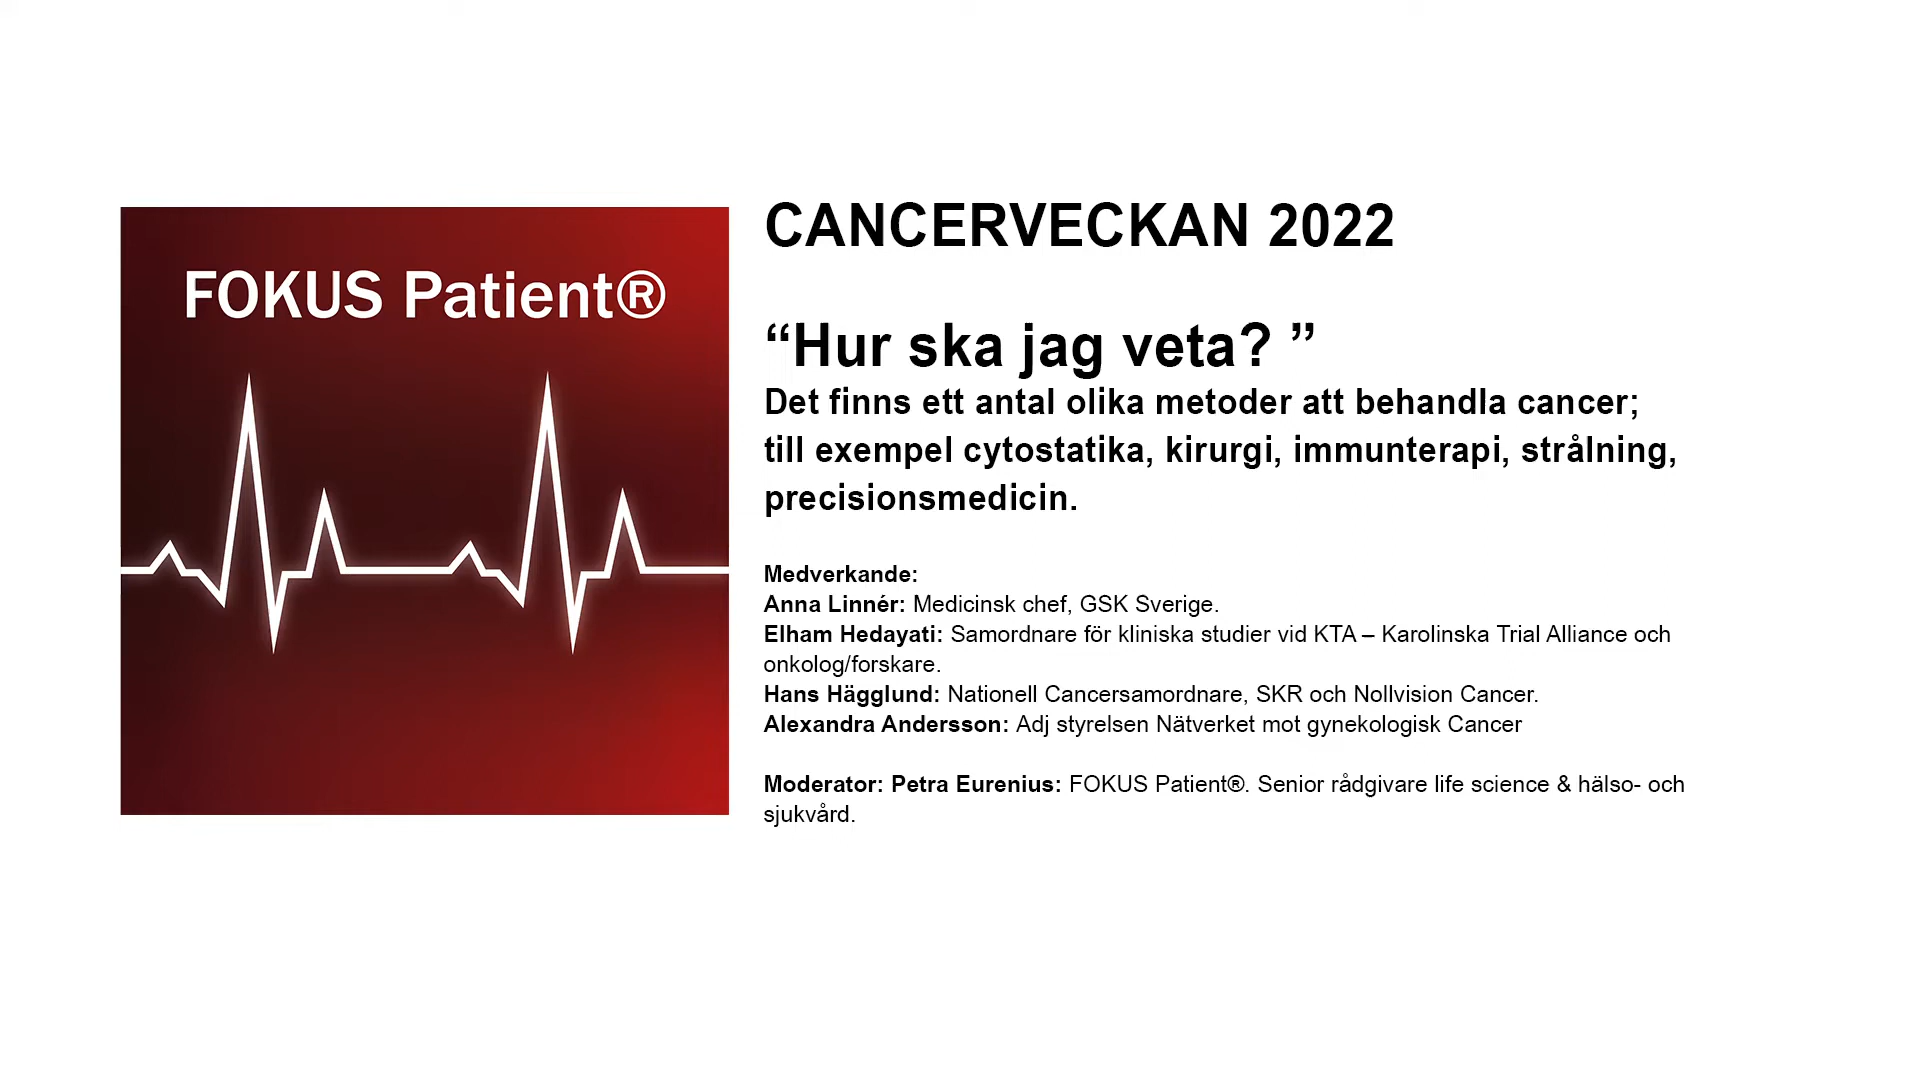 FOKUS Patient®
CANCERVECKAN 2022
“Hur ska jag veta? ”
Det finns ett antal olika metoder att behandla cancer;
till exempel cytostatika, kirurgi, immunterapi, strålning,
precisionsmedicin.
Medverkande:
Anna Linnér: Medicinsk chef, GSK Sverige.
Elham Hedayati: Samordnare för kliniska studier vid KTA – Karolinska Trial Alliance och
onkolog/forskare.
Hans Hägglund: Nationell Cancersamordnare, SKR och Nollvision Cancer.
Alexandra Andersson: Adj styrelsen Nätverket mot gynekologisk Cancer
Moderator: Petra Eurenius: FOKUS Patient®. Senior rådgivare life science & hälso- och
sjukvård.